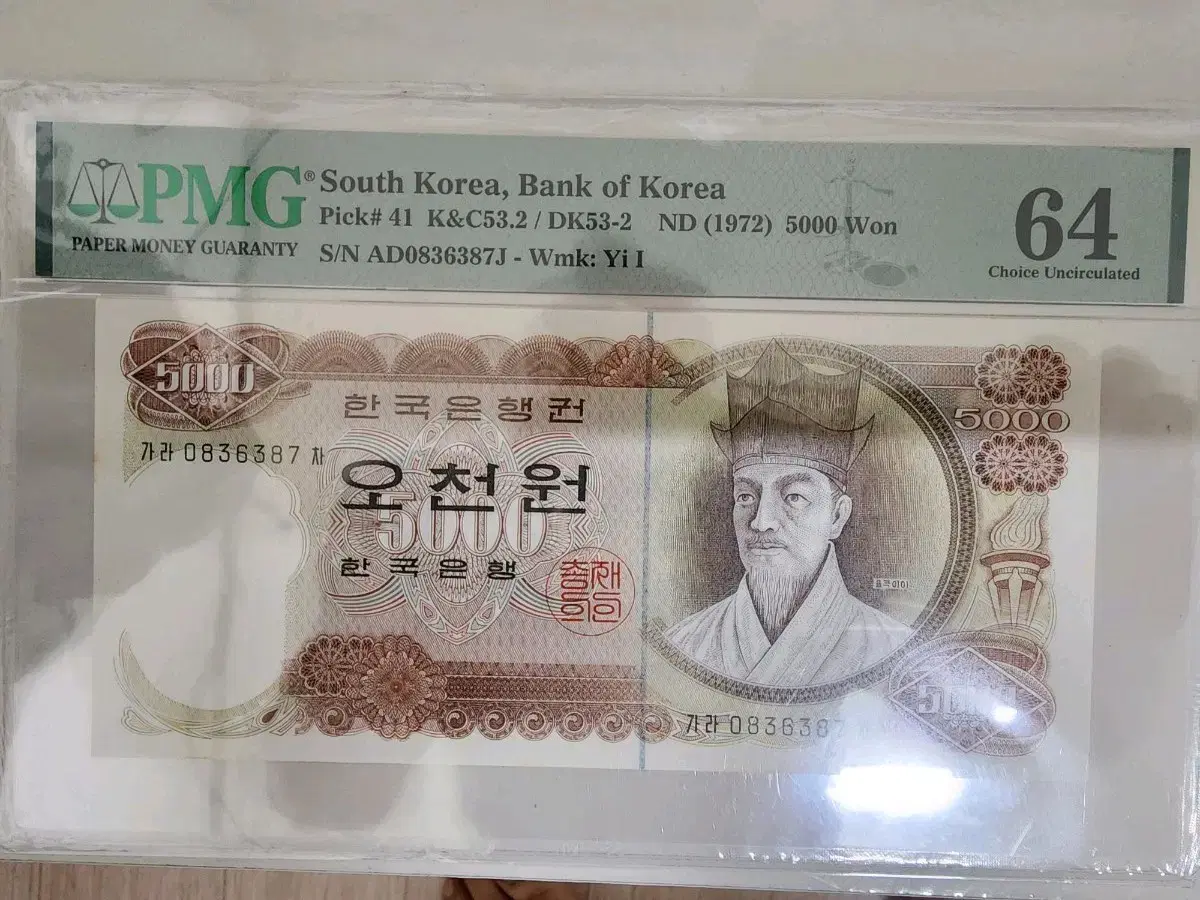 PMG®
PAPER MONEY GUARANTY
South Korea, Bank of Korea
Pick# 41 K&C53.2 / DK53-2 ND (1972) 5000 Won
S/N AD0836387J - Wmk: Yi I
64
Choice Uncirculated
5000
한국은행권
5000
가라 0836387 차
오천원
5000
한국은행
총재의인
율곡이이
가라 0836387
5000